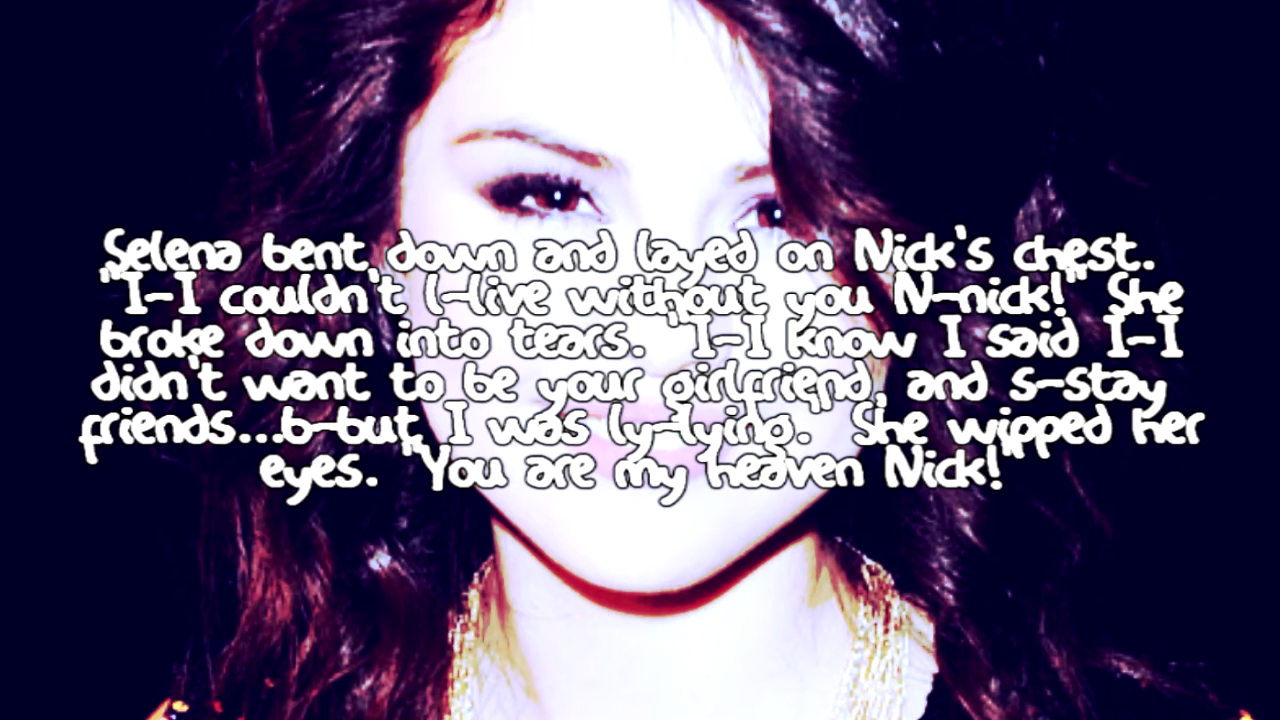 Selena bent down and layed on Nick's chest.
"I-I couldn't l-live without you N-nick!" She
broke down into tears. "I-I know I said I-I
didn't want to be your girlfriend, and s-stay
friends...b-but I was ly-lying." She wipped her
eyes. "You are my heaven Nick!"